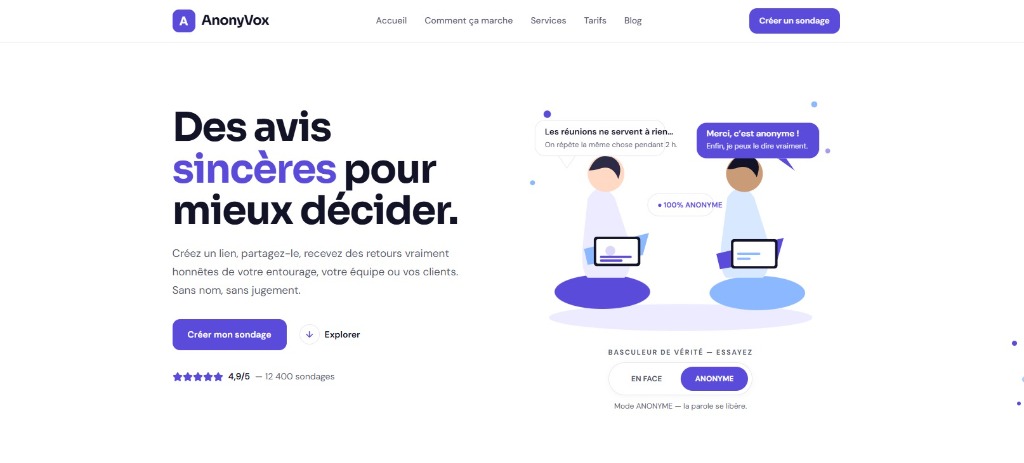 A AnonyVox
Accueil Comment ça marche Services Tarifs Blog
Créer un sondage
Des avis
sincères pour
mieux décider.
Créez un lien, partagez-le, recevez des retours vraiment
honnêtes de votre entourage, votre équipe ou vos clients.
Sans nom, sans jugement.
Créer mon sondage
Explorer
4,9/5 — 12 400 sondages
Les réunions ne servent à rien...
On répète la même chose pendant 2 h.
Merci, c'est anonyme !
Enfin, je peux le dire vraiment.
100% ANONYME
BASCULEUR DE VÉRITÉ — ESSAYEZ
EN FACE ANONYME
Mode ANONYME — la parole se libère.